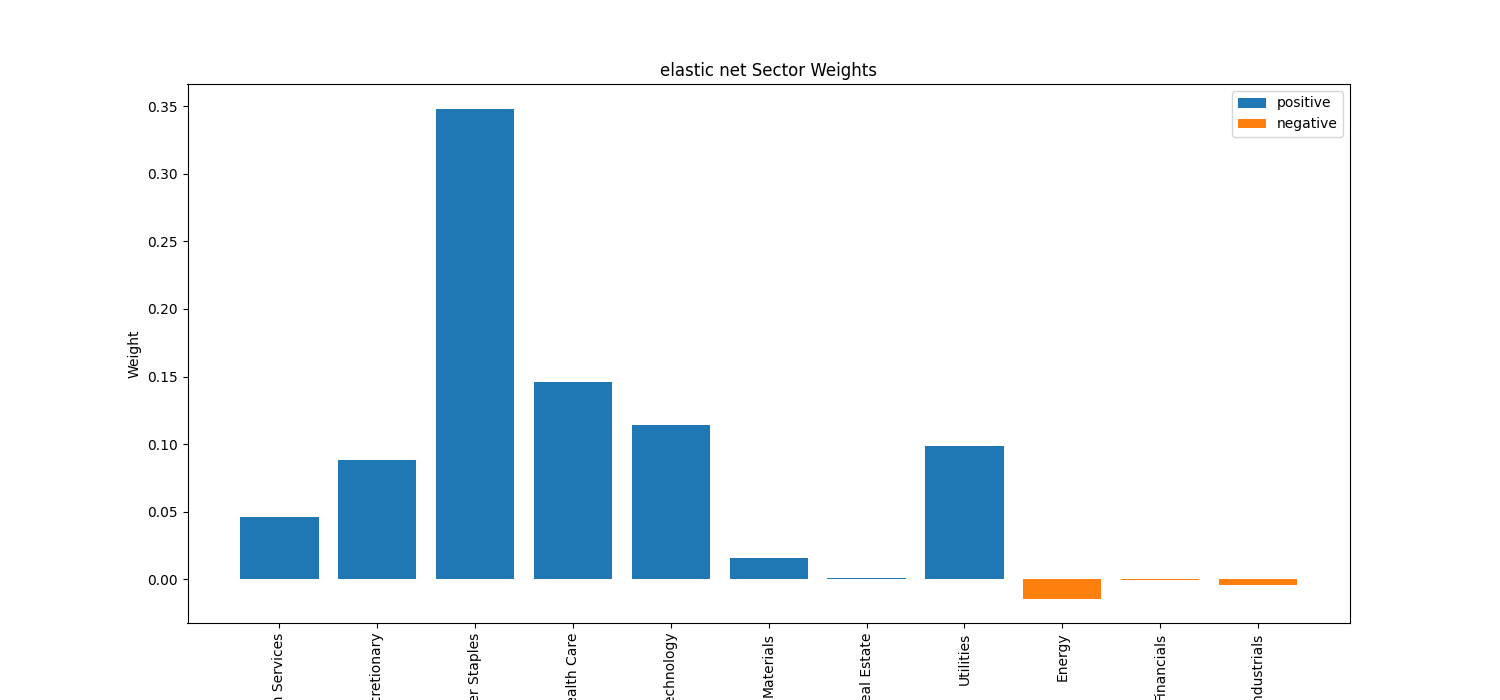 elastic net Sector Weights
positive
negative
0.35
0.30
0.25
0.20
0.15
0.10
0.05
0.00
Weight
n Services
cretionary
er Staples
ealth Care
echnology
Materials
eal Estate
Utilities
Energy
Financials
ndustrials